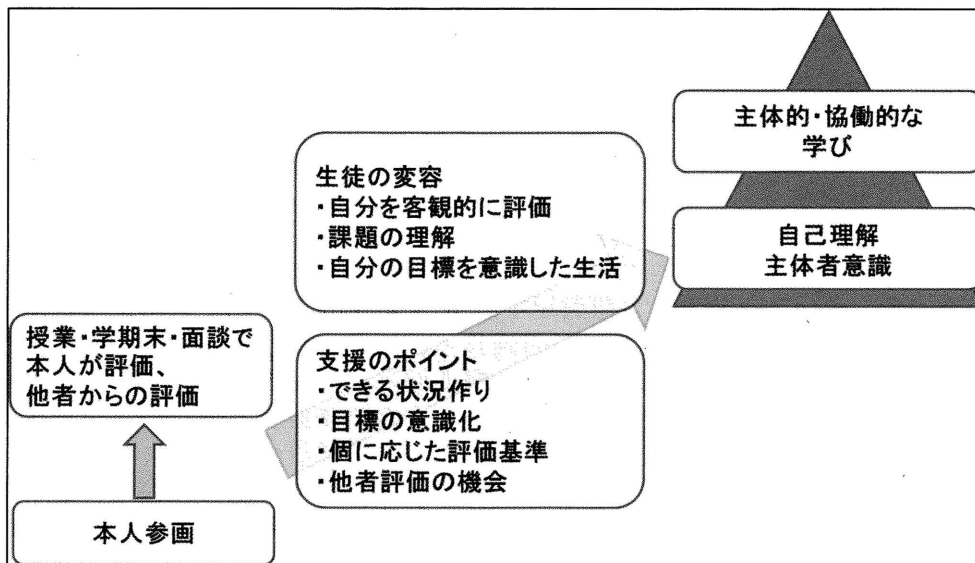 主体的・協働的な
学び
生徒の変容
・自分を客観的に評価
・課題の理解
・自分の目標を意識した生活
自己理解
主体者意識
授業・学期末・面談で
本人が評価、
他者からの評価
支援のポイント
・できる状況作り
・目標の意識化
・個に応じた評価基準
・他者評価の機会
本人参画